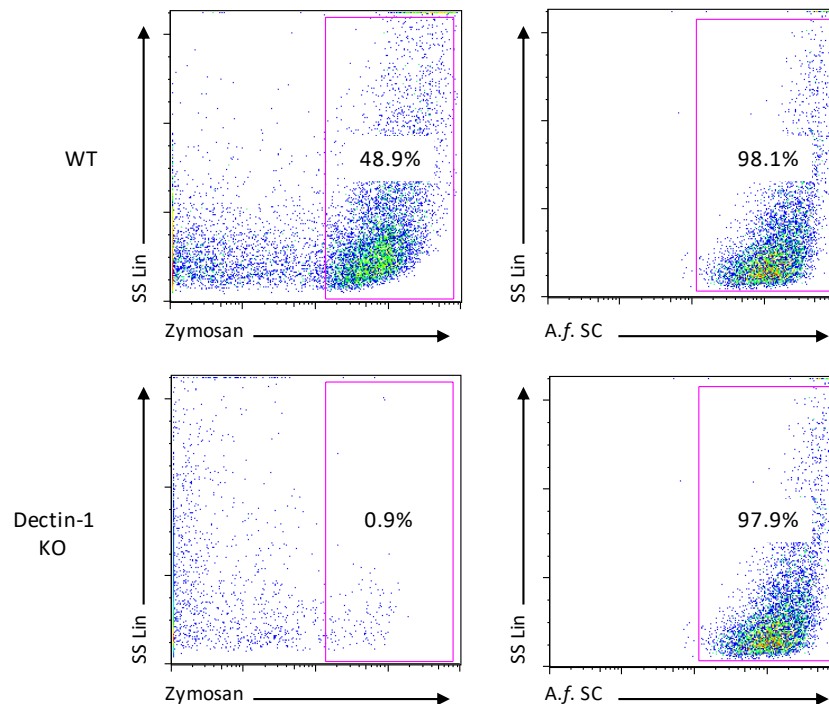 WT
SS Lin
48.9%
Zymosan
SS Lin
98.1%
A.f. SC
Dectin-1
KO
SS Lin
0.9%
Zymosan
SS Lin
97.9%
A.f. SC